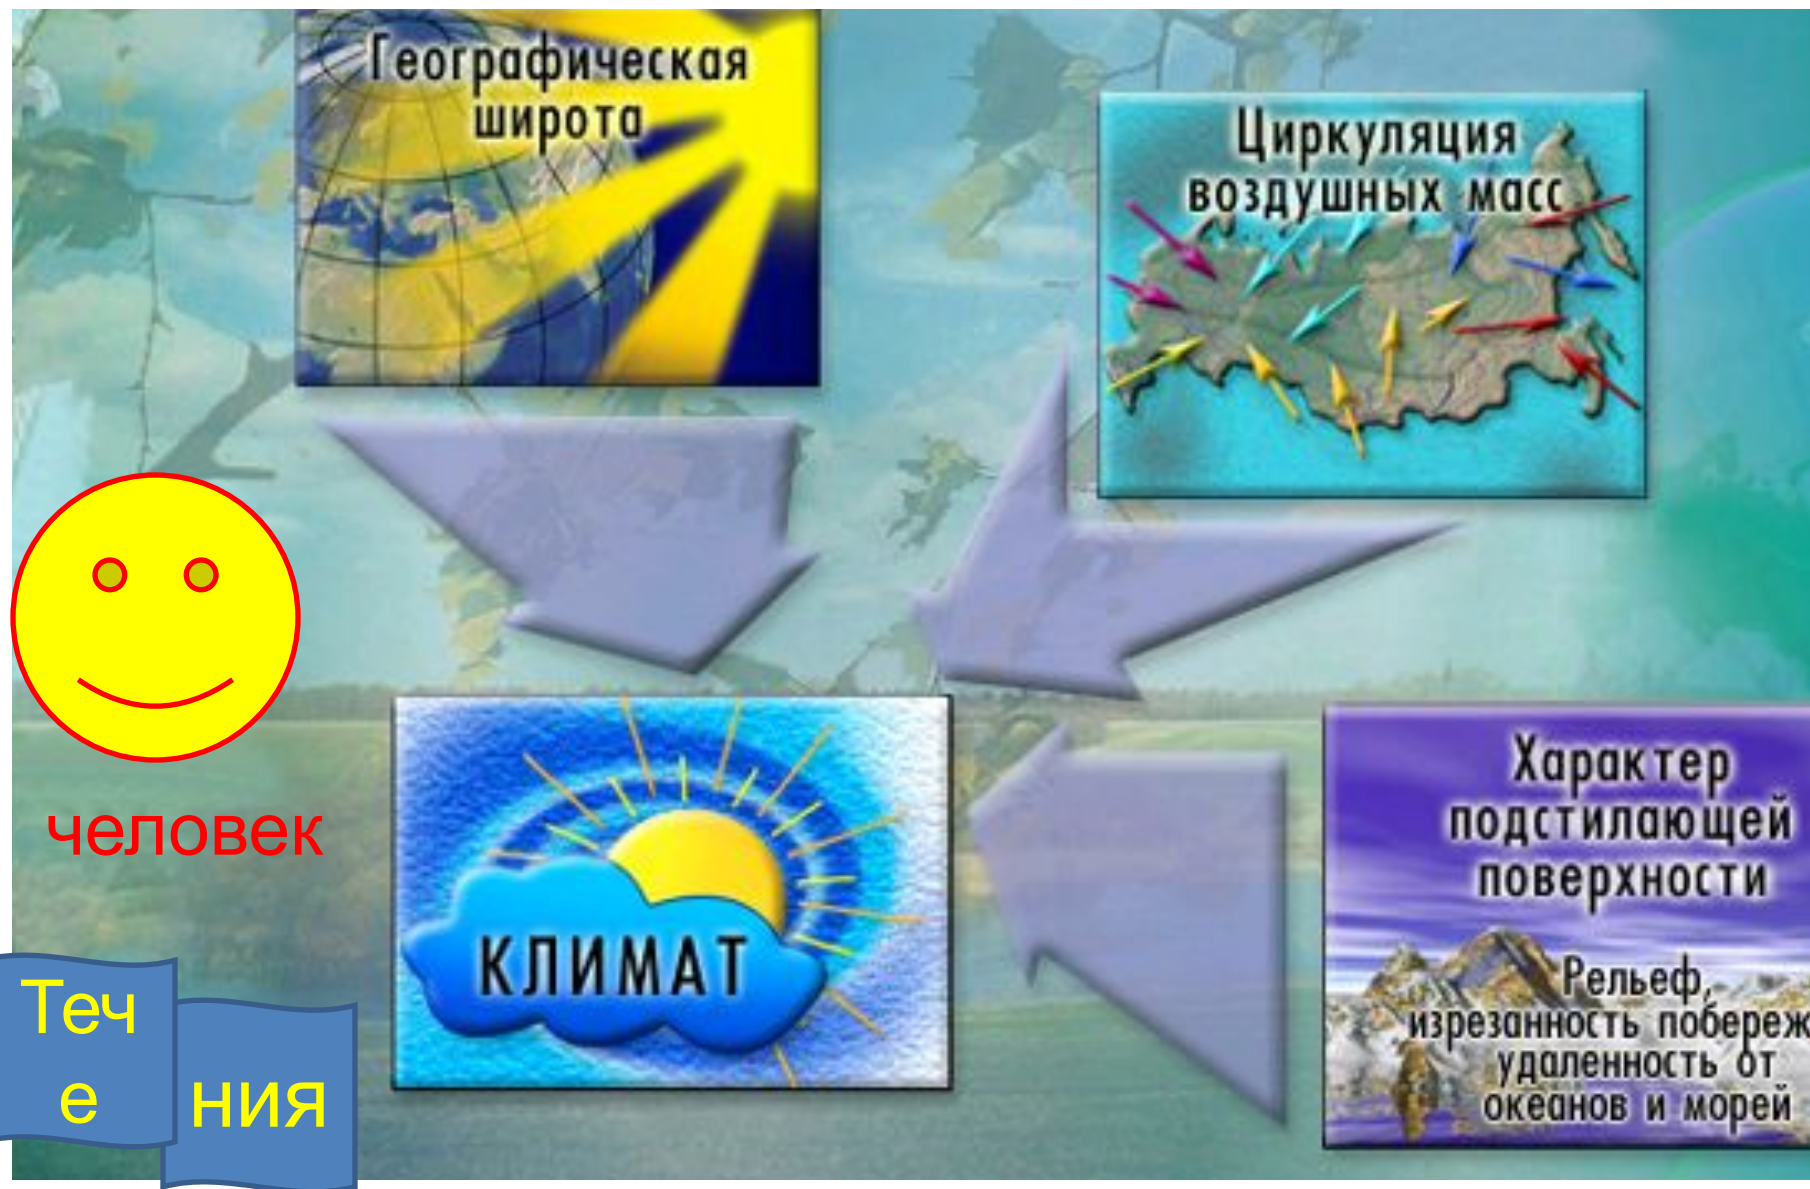 Географическая
широта
Циркуляция
воздушных масс
человек
КЛИМАТ
Характер
подстилающей
поверхности
Рельеф,
изрезанность побереж
удаленность от
океанов и морей
Теч
е
ния